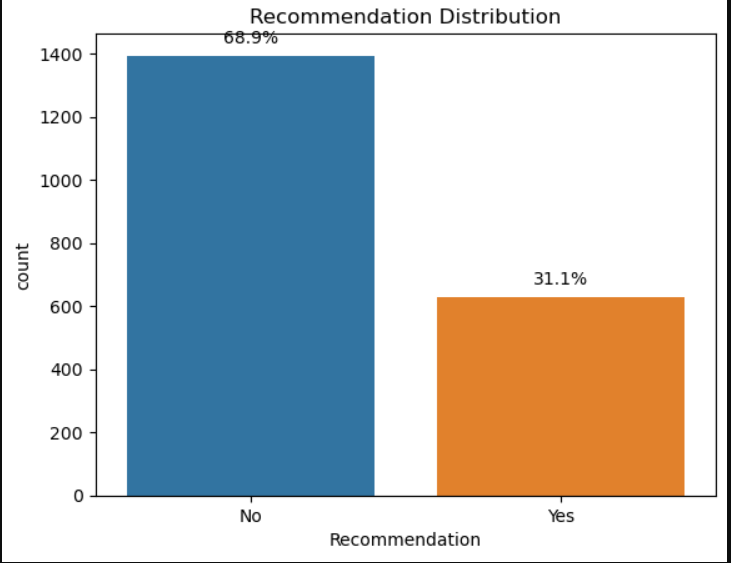 Recommendation Distribution
68.9%
1400
1200
1000
800
600
400
200
0
count
31.1%
No
Yes
Recommendation